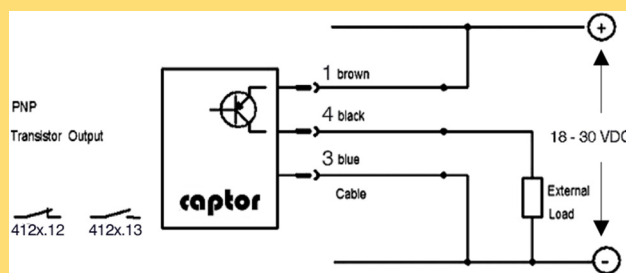 +
1 brown
PNP
4 black
Transistor Output
18 - 30 VDC
3 blue
captor
Cable
External
Load
412x.12
412x.13
-